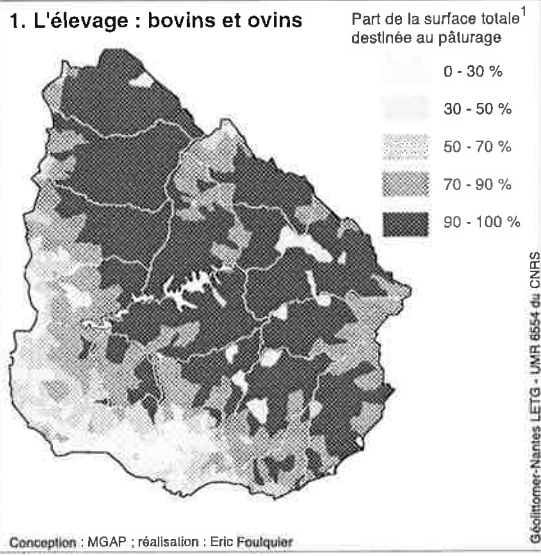 1. L'élevage : bovins et ovins
Part de la surface totale1
destinée au pâturage
0 - 30 %
30 - 50 %
50 - 70 %
70 - 90 %
90 - 100 %
Géolittomer-Nantes LETG - UMR 6554 du CNRS
Conception : MGAP ; réalisation : Eric Foulquier